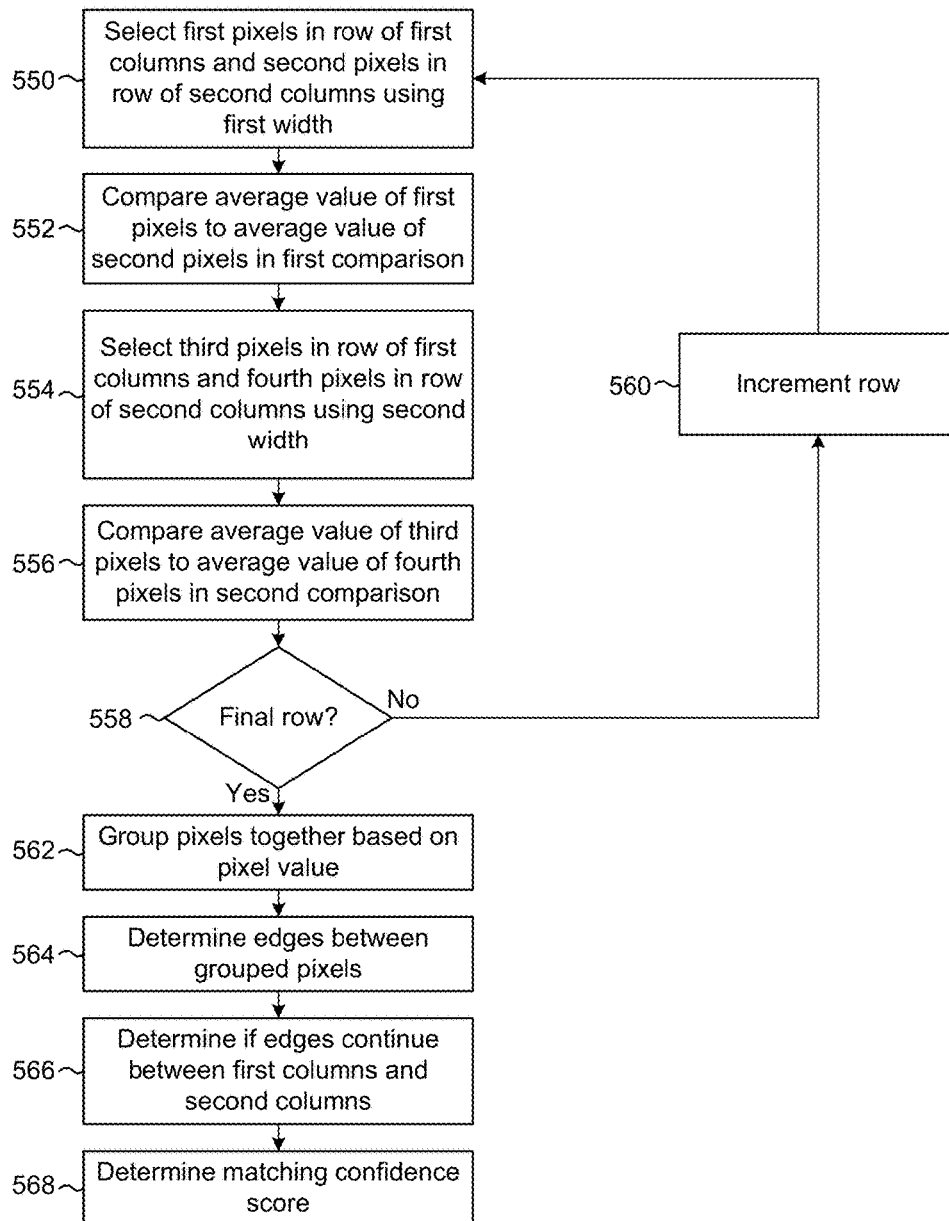 Select first pixels in row of first
columns and second pixels in
row of second columns using
first width
550
Compare average value of first
pixels to average value of
second pixels in first comparison
552
Select third pixels in row of first
columns and fourth pixels in row
of second columns using second
width
554
560
Increment row
Compare average value of third
pixels to average value of fourth
pixels in second comparison
556
558
Final row?
No
Yes
Group pixels together based on
pixel value
562
Determine edges between
grouped pixels
564
Determine if edges continue
between first columns and
second columns
566
Determine matching confidence
score
568